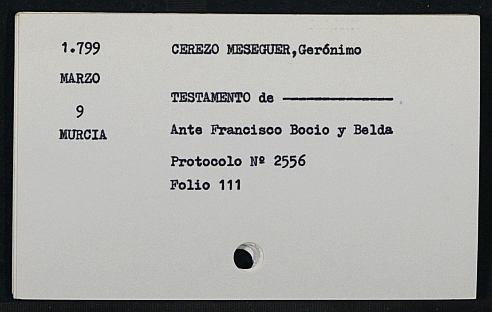 1.799
CEREZO MESEGUER,Gerónimo
MARZO
9
TESTAMENTO de ——————
MURCIA
Ante Francisco Bocio y Belda
Protocolo Nº 2556
Folio 111